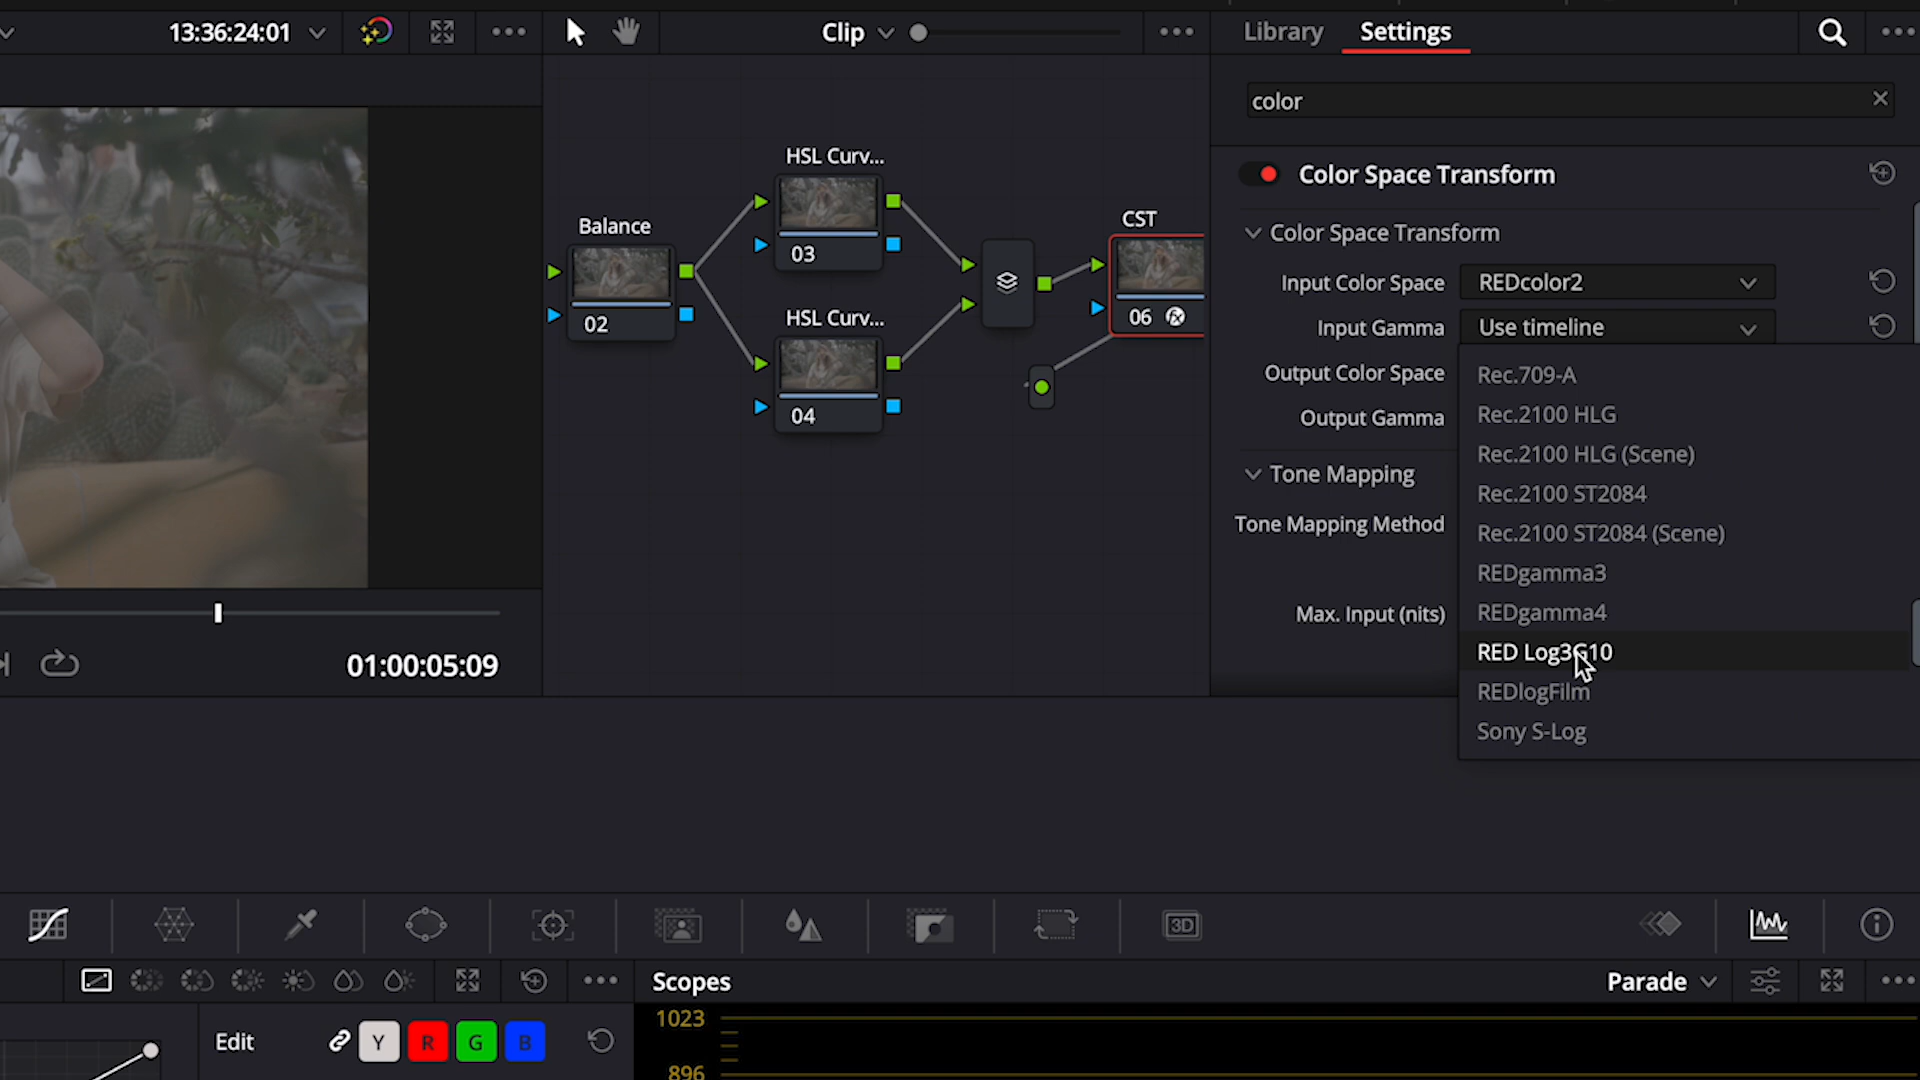 13:36:24:01
Clip
Library
Settings
color
Color Space Transform
Color Space Transform
Input Color Space
REDcolor2
Input Gamma
Use timeline
Output Color Space
Output Gamma
Tone Mapping
Tone Mapping Method
Max. Input (nits)
Rec.709-A
Rec.2100 HLG
Rec.2100 HLG (Scene)
Rec.2100 ST2084
Rec.2100 ST2084 (Scene)
REDgamma3
REDgamma4
RED Log3G10
REDlogFilm
Sony S-Log
Balance
02
HSL Curv...
03
HSL Curv...
04
CST
06
fx
01:00:05:09
3D
Scopes
Parade
Edit
Y
R
G
B
1023
896